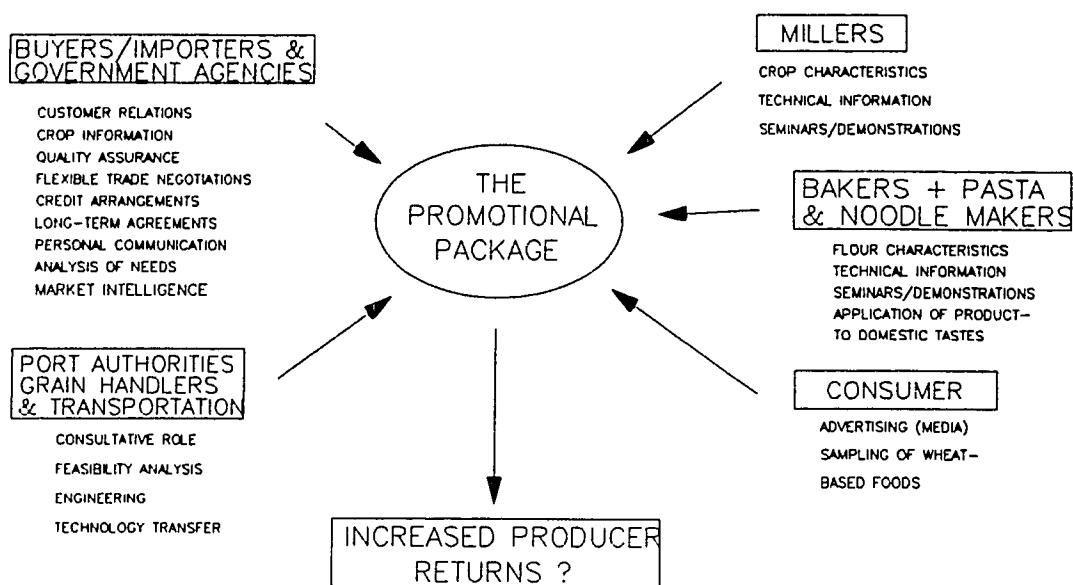 BUYERS/IMPORTERS &
GOVERNMENT AGENCIES
CUSTOMER RELATIONS
CROP INFORMATION
QUALITY ASSURANCE
FLEXIBLE TRADE NEGOTIATIONS
CREDIT ARRANGEMENTS
LONG-TERM AGREEMENTS
PERSONAL COMMUNICATION
ANALYSIS OF NEEDS
MARKET INTELLIGENCE
PORT AUTHORITIES
GRAIN HANDLERS
& TRANSPORTATION
CONSULTATIVE ROLE
FEASIBILITY ANALYSIS
ENGINEERING
TECHNOLOGY TRANSFER
THE
PROMOTIONAL
PACKAGE
MILLERS
CROP CHARACTERISTICS
TECHNICAL INFORMATION
SEMINARS/DEMONSTRATIONS
BAKERS + PASTA
& NOODLE MAKERS
FLOUR CHARACTERISTICS
TECHNICAL INFORMATION
SEMINARS/DEMONSTRATIONS
APPLICATION OF PRODUCT-
TO DOMESTIC TASTES
CONSUMER
ADVERTISING (MEDIA)
SAMPLING OF WHEAT-
BASED FOODS
INCREASED PRODUCER
RETURNS ?